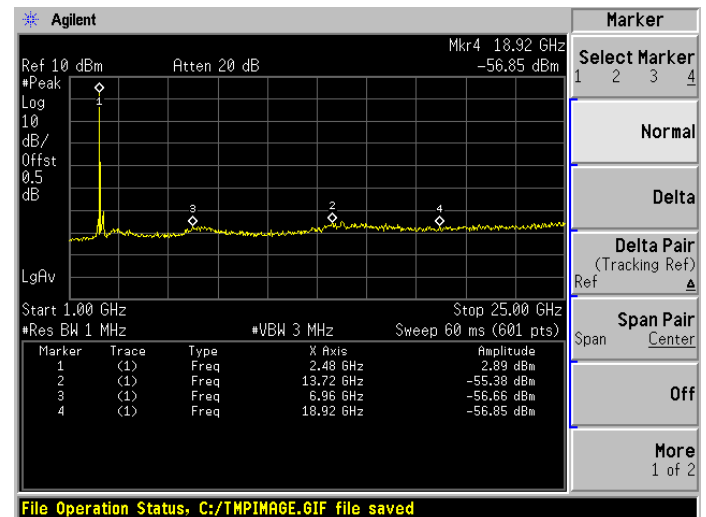 Agilent
Marker
Mkr4 18.92 GHz
Ref 10 dBm Atten 20 dB -56.85 dBm
#Peak
Log
10
dB/
Offst
0.5
dB
LgAv
1
3
2
4
Start 1.00 GHz Stop 25.00 GHz
#Res BW 1 MHz #VBW 3 MHz Sweep 60 ms (601 pts)
Marker Trace Type X Axis Amplitude
1 (1) Freq 2.48 GHz 2.89 dBm
2 (1) Freq 13.72 GHz -55.38 dBm
3 (1) Freq 6.96 GHz -56.66 dBm
4 (1) Freq 18.92 GHz -56.85 dBm
Select Marker
1 2 3 4
Normal
Delta
Delta Pair
(Tracking Ref)
Ref Δ
Span Pair
Span Center
Off
More
1 of 2
File Operation Status, C:/TMPIMAGE.GIF file saved